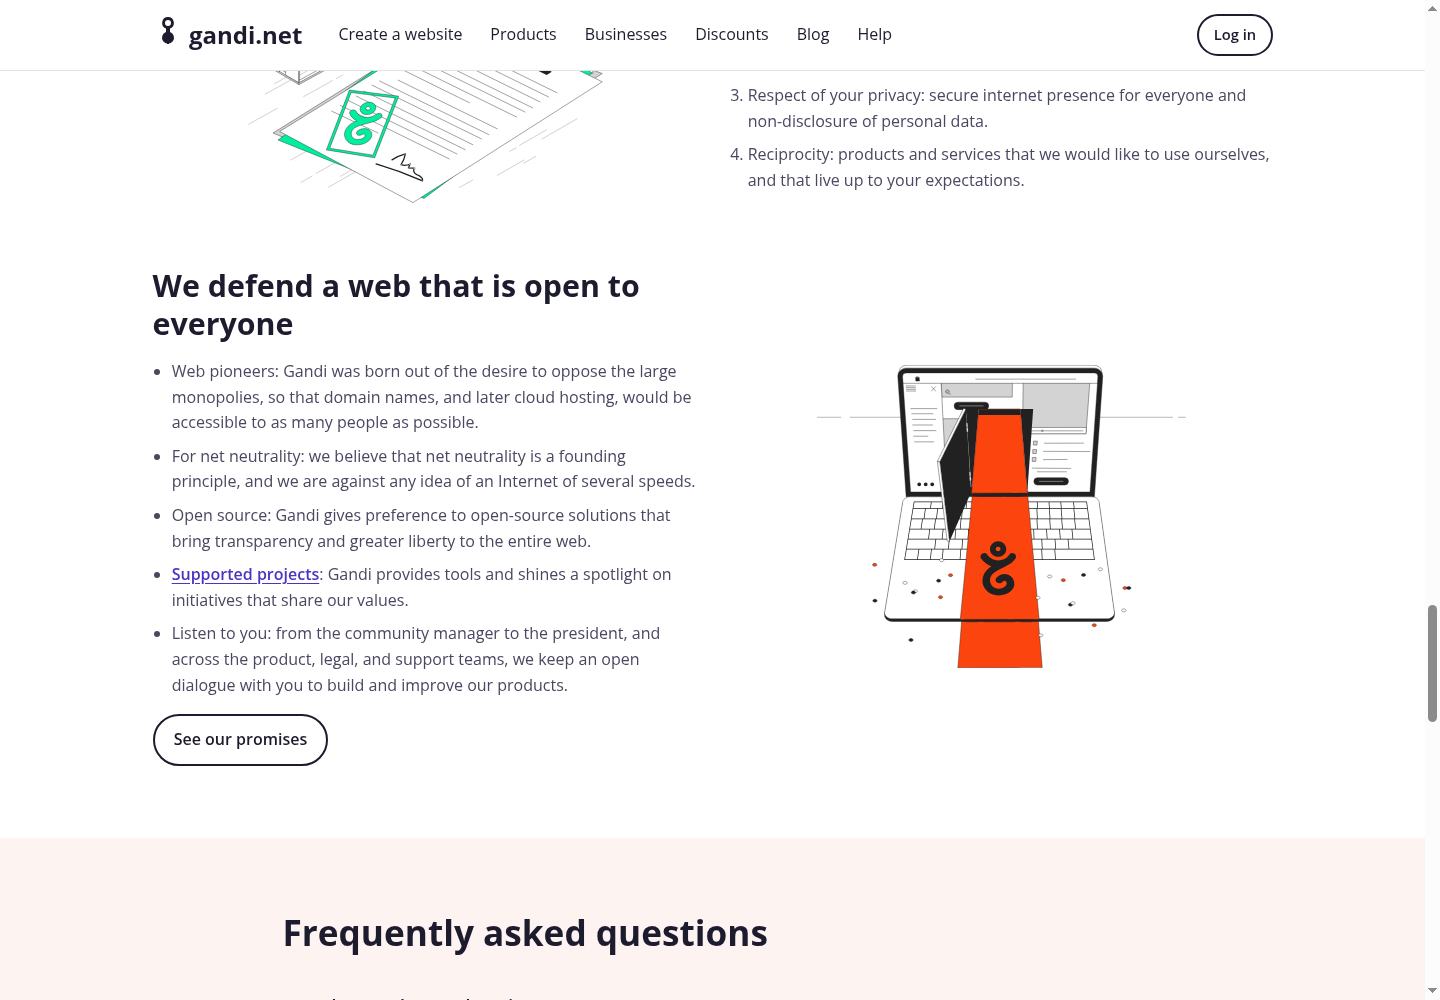 gandi.net
Create a website
Products
Businesses
Discounts
Blog
Help
Log in
3. Respect of your privacy: secure internet presence for everyone and
non-disclosure of personal data.
4. Reciprocity: products and services that we would like to use ourselves,
and that live up to your expectations.
We defend a web that is open to
everyone
Web pioneers: Gandi was born out of the desire to oppose the large
monopolies, so that domain names, and later cloud hosting, would be
accessible to as many people as possible.
For net neutrality: we believe that net neutrality is a founding
principle, and we are against any idea of an Internet of several speeds.
Open source: Gandi gives preference to open-source solutions that
bring transparency and greater liberty to the entire web.
Supported projects: Gandi provides tools and shines a spotlight on
initiatives that share our values.
Listen to you: from the community manager to the president, and
across the product, legal, and support teams, we keep an open
dialogue with you to build and improve our products.
See our promises
Frequently asked questions